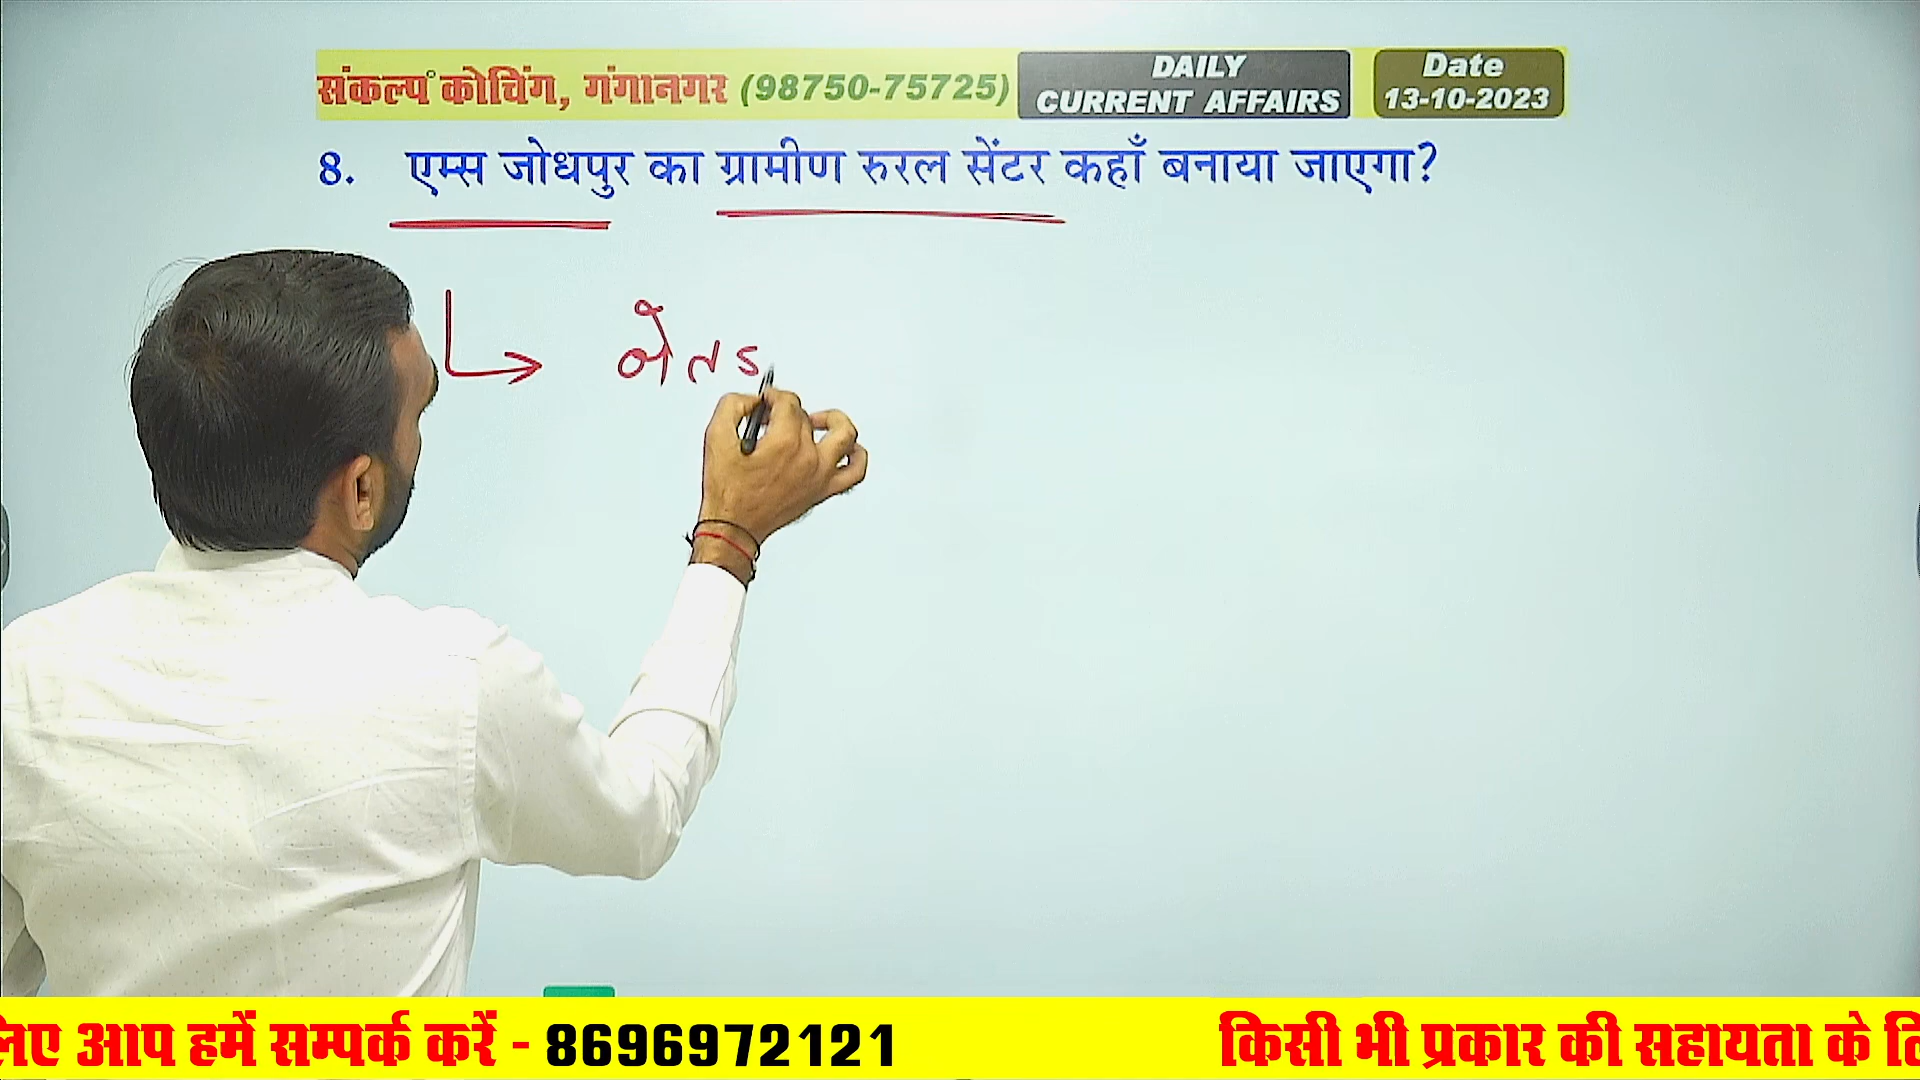 संकल्प कोचिंग, गंगानगर (98750-75725) DAILY CURRENT AFFAIRS Date 13-10-2023
8. एम्स जोधपुर का ग्रामीण रुरल सेंटर कहाँ बनाया जाएगा?
लिए आप हमें सम्पर्क करें - 8696972121 किसी भी प्रकार की सहायता के लि